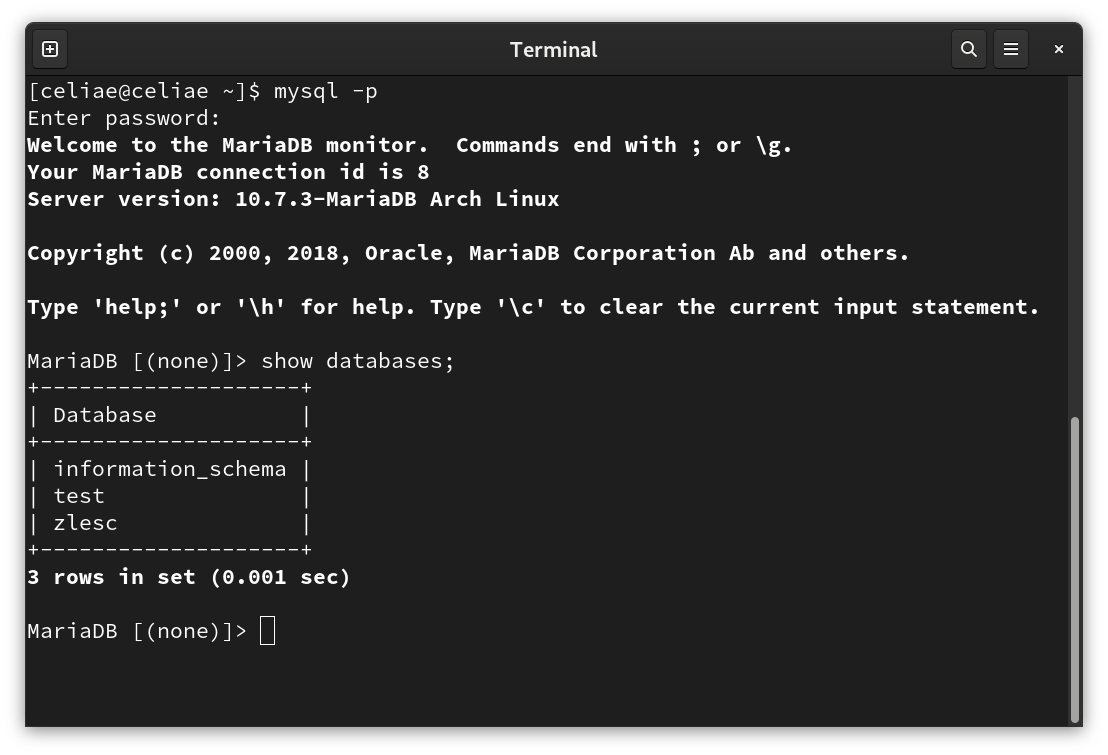 Terminal
[celiae@celiae ~]$ mysql -p
Enter password:
Welcome to the MariaDB monitor.  Commands end with ; or \g.
Your MariaDB connection id is 8
Server version: 10.7.3-MariaDB Arch Linux

Copyright (c) 2000, 2018, Oracle, MariaDB Corporation Ab and others.

Type 'help;' or '\h' for help. Type '\c' to clear the current input statement.

MariaDB [(none)]> show databases;
+--------------------+
| Database           |
+--------------------+
| information_schema |
| test               |
| zlesc              |
+--------------------+
3 rows in set (0.001 sec)

MariaDB [(none)]>